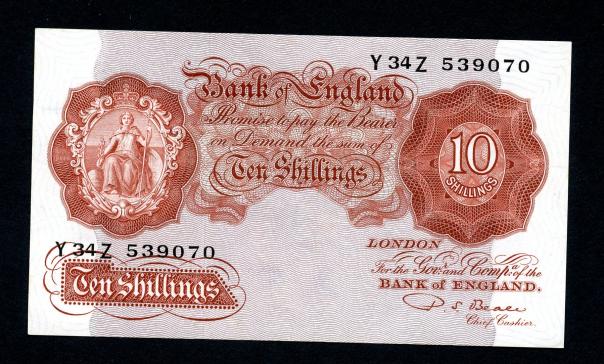 Y 34 Z 539070
Bank of England
Promise to pay the Bearer
on Demand the sum of
Ten Shillings
10
SHILLINGS
Y 34 Z 539070
Ten Shillings
LONDON
For the Govr. and Compa. of the
BANK OF ENGLAND.
P. S. Beale
Chief Cashier.